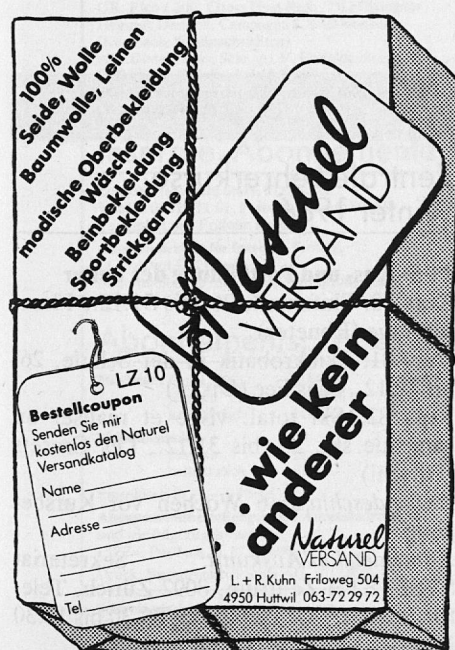 100%
Seide, Wolle
Baumwolle, Leinen
modische Oberbekleidung
Wäsche
Beinbekleidung
Sportbekleidung
Strickgarne
Naturel
VERSAND
LZ 10
Bestellcoupon
Senden Sie mir
kostenlos den Naturel
Versandkatalog
Name
Adresse
Tel.
... wie kein
anderer
Naturel
VERSAND
L + R. Kuhn Friloweg 504
4950 Huttwil 063-72 29 72